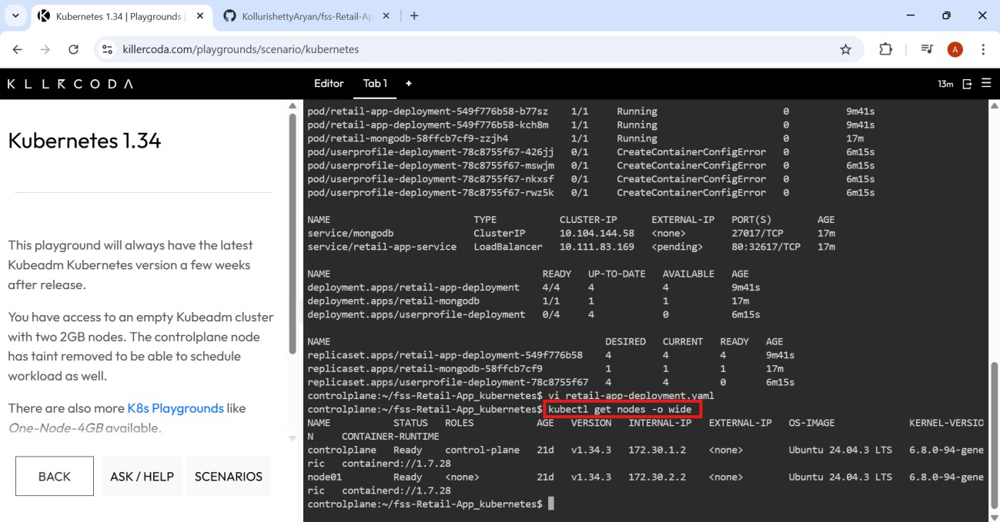 Kubernetes 1.34 | Playgrounds |
KollurishettyAryan/fss-Retail-Ap
killercoda.com/playgrounds/scenario/kubernetes
A
KLLRCODA
Editor
Tab 1
+
13m
Kubernetes 1.34
This playground will always have the latest
Kubeadm Kubernetes version a few weeks
after release.
You have access to an empty Kubeadm cluster
with two 2GB nodes. The controlplane node
has taint removed to be able to schedule
workload as well.
There are also more K8s Playgrounds like
One-Node-4GB available.
BACK
ASK / HELP
SCENARIOS
pod/retail-app-deployment-549f776b58-b77sz 1/1 Running 0 9m41s
pod/retail-app-deployment-549f776b58-kch8m 1/1 Running 0 9m41s
pod/retail-mongodb-58ffcb7cf9-zzjh4 1/1 Running 0 17m
pod/userprofile-deployment-78c8755f67-426jj 0/1 CreateContainerConfigError 0 6m15s
pod/userprofile-deployment-78c8755f67-mswjm 0/1 CreateContainerConfigError 0 6m15s
pod/userprofile-deployment-78c8755f67-nkxsf 0/1 CreateContainerConfigError 0 6m15s
pod/userprofile-deployment-78c8755f67-rwz5k 0/1 CreateContainerConfigError 0 6m15s
NAME TYPE CLUSTER-IP EXTERNAL-IP PORT(S) AGE
service/mongodb ClusterIP 10.104.144.58 <none> 27017/TCP 17m
service/retail-app-service LoadBalancer 10.111.83.169 <pending> 80:32617/TCP 17m
NAME READY UP-TO-DATE AVAILABLE AGE
deployment.apps/retail-app-deployment 4/4 4 4 9m41s
deployment.apps/retail-mongodb 1/1 1 1 17m
deployment.apps/userprofile-deployment 0/4 4 0 6m15s
NAME DESIRED CURRENT READY AGE
replicaset.apps/retail-app-deployment-549f776b58 4 4 4 9m41s
replicaset.apps/retail-mongodb-58ffcb7cf9 1 1 1 17m
replicaset.apps/userprofile-deployment-78c8755f67 4 4 0 6m15s
controlplane:~/fss-Retail-App_kubernetes$ vi retail-app-deployment.yaml
controlplane:~/fss-Retail-App_kubernetes$ kubectl get nodes -o wide
NAME STATUS ROLES AGE VERSION INTERNAL-IP EXTERNAL-IP OS-IMAGE KERNEL-VERSIO
N CONTAINER-RUNTIME
controlplane Ready control-plane 21d v1.34.3 172.30.1.2 <none> Ubuntu 24.04.3 LTS 6.8.0-94-gene
ric containerd://1.7.28
node01 Ready <none> 21d v1.34.3 172.30.2.2 <none> Ubuntu 24.04.3 LTS 6.8.0-94-gene
ric containerd://1.7.28
controlplane:~/fss-Retail-App_kubernetes$